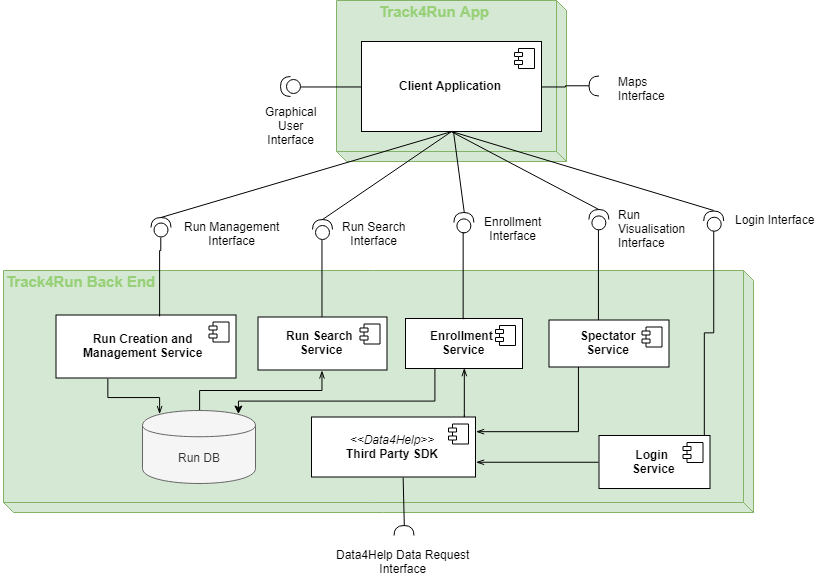 Track4Run App
Client Application
Graphical
User
Interface
Maps
Interface
Run Management
Interface
Run Search
Interface
Enrollment
Interface
Run
Visualisation
Interface
Login Interface
Track4Run Back End
Run Creation and
Management Service
Run Search
Service
Enrollment
Service
Spectator
Service
Run DB
<<Data4Help>>
Third Party SDK
Login
Service
Data4Help Data Request
Interface